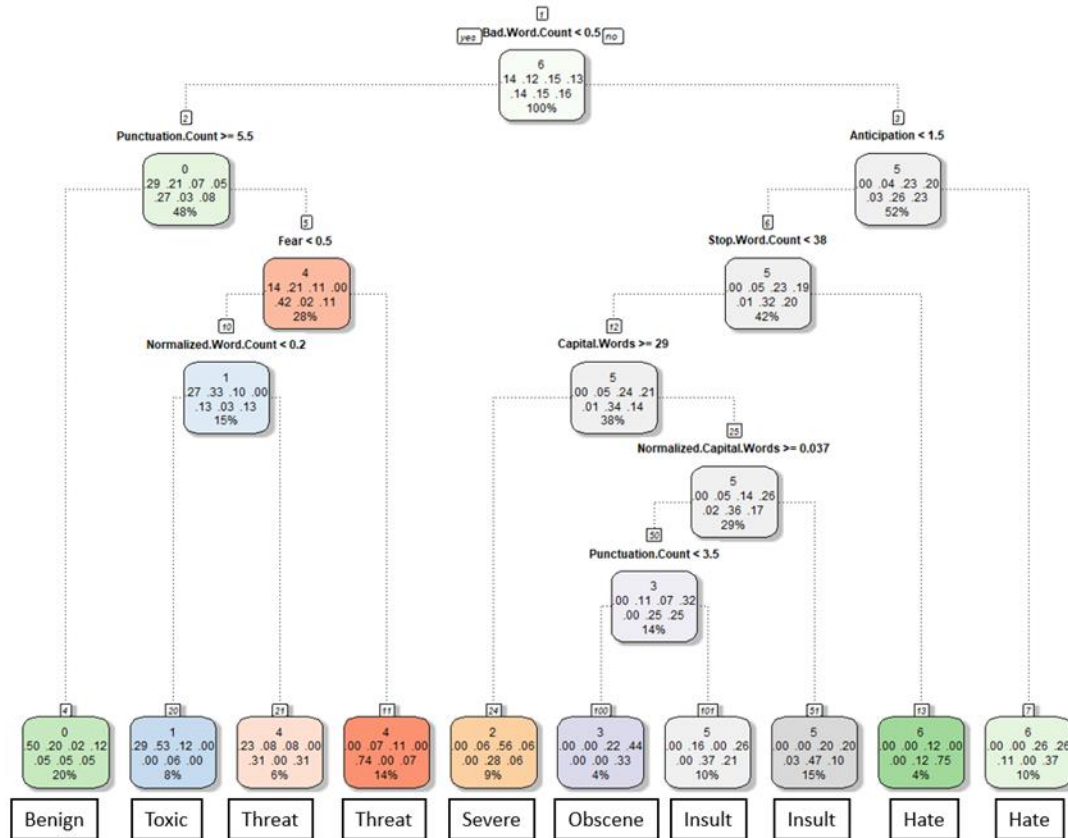 1
yes Bad.Word.Count < 0.5 no
6
.14 .12 .15 .13
.14 .15 .16
100%
2
Punctuation.Count >= 5.5
0
.29 .21 .07 .05
.27 .03 .08
48%
3
Anticipation < 1.5
5
.00 .04 .23 .20
.03 .26 .23
52%
5
Fear < 0.5
4
.14 .21 .11 .00
.42 .02 .11
28%
6
Stop.Word.Count < 38
5
.00 .05 .23 .19
.01 .32 .20
42%
10
Normalized.Word.Count < 0.2
1
.27 .33 .10 .00
.13 .03 .13
15%
12
Capital.Words >= 29
5
.00 .05 .24 .21
.01 .34 .14
38%
25
Normalized.Capital.Words >= 0.037
5
.00 .05 .14 .26
.02 .36 .17
29%
50
Punctuation.Count < 3.5
3
.00 .11 .07 .32
.00 .25 .25
14%
4
0
.50 .20 .02 .12
.05 .05 .05
20%
Benign
20
1
.29 .53 .12 .00
.00 .06 .00
8%
Toxic
21
4
.23 .08 .08 .00
.31 .00 .31
6%
Threat
11
4
.00 .07 .11 .00
.74 .00 .07
14%
Threat
24
2
.00 .06 .56 .06
.00 .28 .06
9%
Severe
100
3
.00 .00 .22 .44
.00 .00 .33
4%
Obscene
101
5
.00 .16 .00 .26
.00 .37 .21
10%
Insult
51
5
.00 .00 .20 .20
.03 .47 .10
15%
Insult
13
6
.00 .00 .12 .00
.00 .12 .75
4%
Hate
7
6
.00 .00 .26 .26
.11 .00 .37
10%
Hate